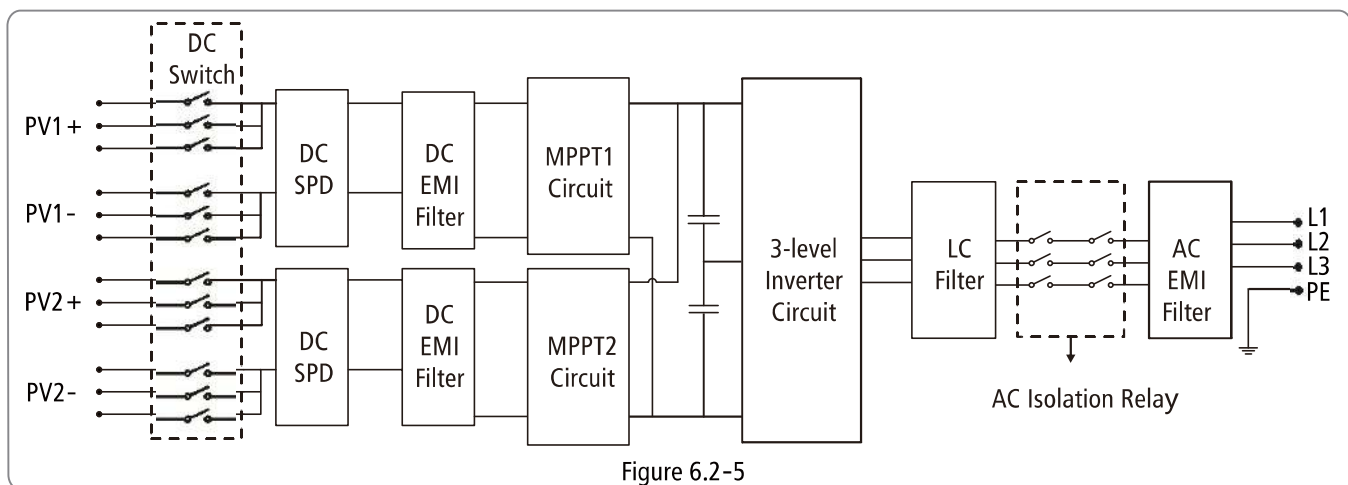 DC
Switch
PV1+
PV1-
PV2+
PV2-
DC
SPD
DC
EMI
Filter
MPPT1
Circuit
DC
SPD
DC
EMI
Filter
MPPT2
Circuit
3-level
Inverter
Circuit
LC
Filter
AC Isolation Relay
AC
EMI
Filter
L1
L2
L3
PE
Figure 6.2-5